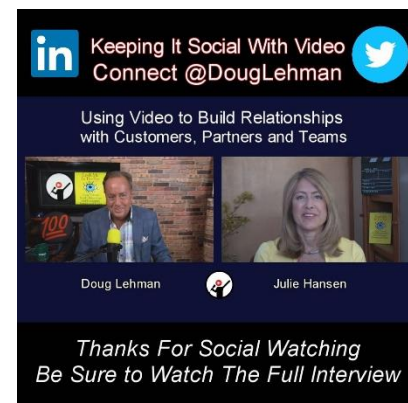 in
Keeping It Social With Video
Connect @DougLehman
Using Video to Build Relationships
with Customers, Partners and Teams
100
Doug Lehman
Julie Hansen
Thanks For Social Watching
Be Sure to Watch The Full Interview